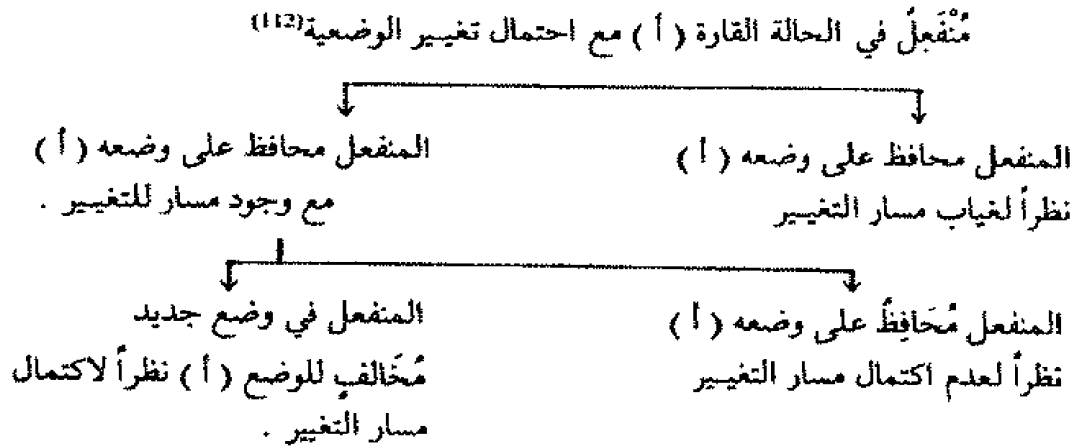 مُنْفَعِلٌ في الحالة القارة ( أ ) مع احتمال تغيير الوضعية(112)
المنفعل محافظ على وضعه ( أ )
نظراً لغياب مسار التغيير
المنفعل محافظ على وضعه ( أ )
مع وجود مسار للتغيير .
المنفعل مُحَافِظٌ على وضعه ( أ )
نظراً لعدم اكتمال مسار التغيير
المنفعل في وضع جديد
مُخَالفٍ للوضع ( أ ) نظراً لاكتمال
مسار التغيير .